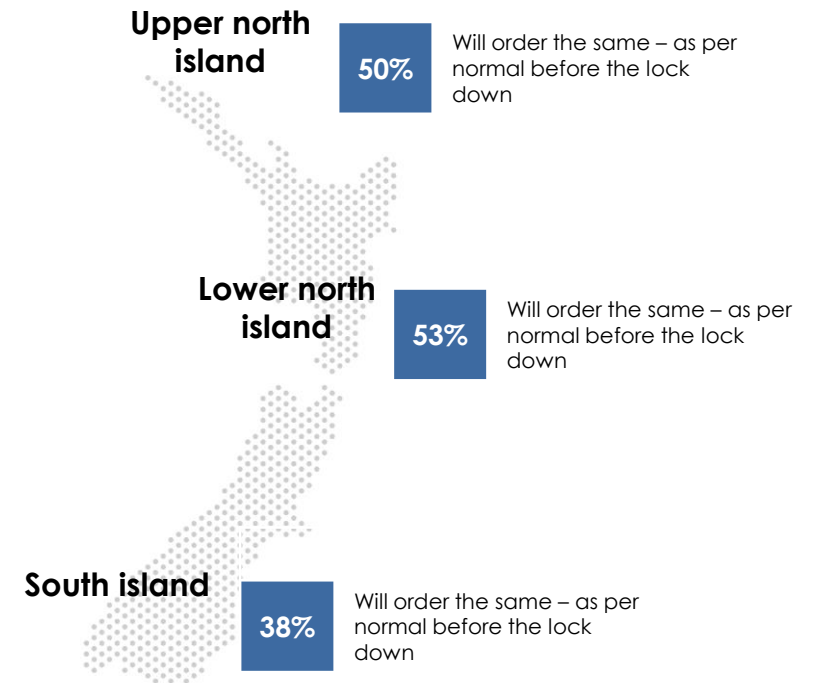 Upper north
island
50%
Will order the same – as per
normal before the lock
down
Lower north
island
53%
Will order the same – as per
normal before the lock
down
South island
38%
Will order the same – as per
normal before the lock
down